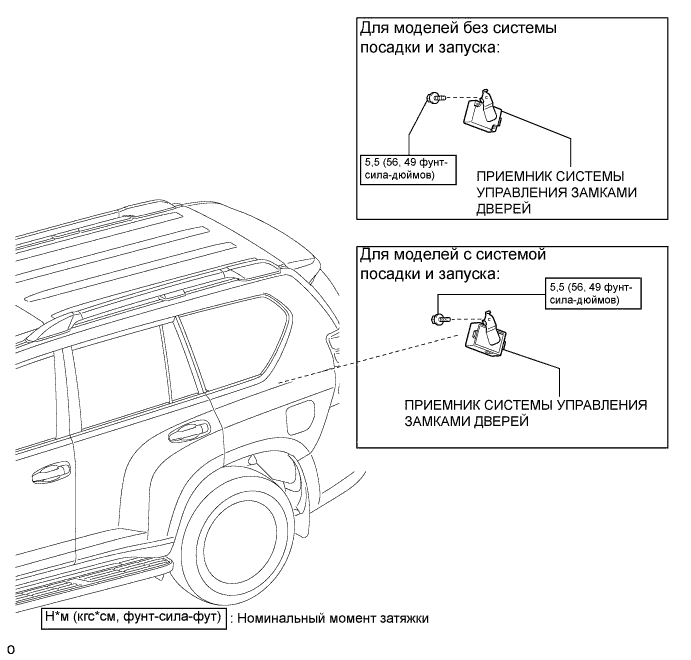 Для моделей без системы
посадки и запуска:
5,5 (56, 49 фунт-
сила-дюймов)
ПРИЕМНИК СИСТЕМЫ
УПРАВЛЕНИЯ ЗАМКАМИ
ДВЕРЕЙ
Для моделей с системой
посадки и запуска:
5,5 (56, 49 фунт-
сила-дюймов)
ПРИЕМНИК СИСТЕМЫ УПРАВЛЕНИЯ
ЗАМКАМИ ДВЕРЕЙ
Н*м (кгс*см, фунт-сила-фут) : Номинальный момент затяжки
O